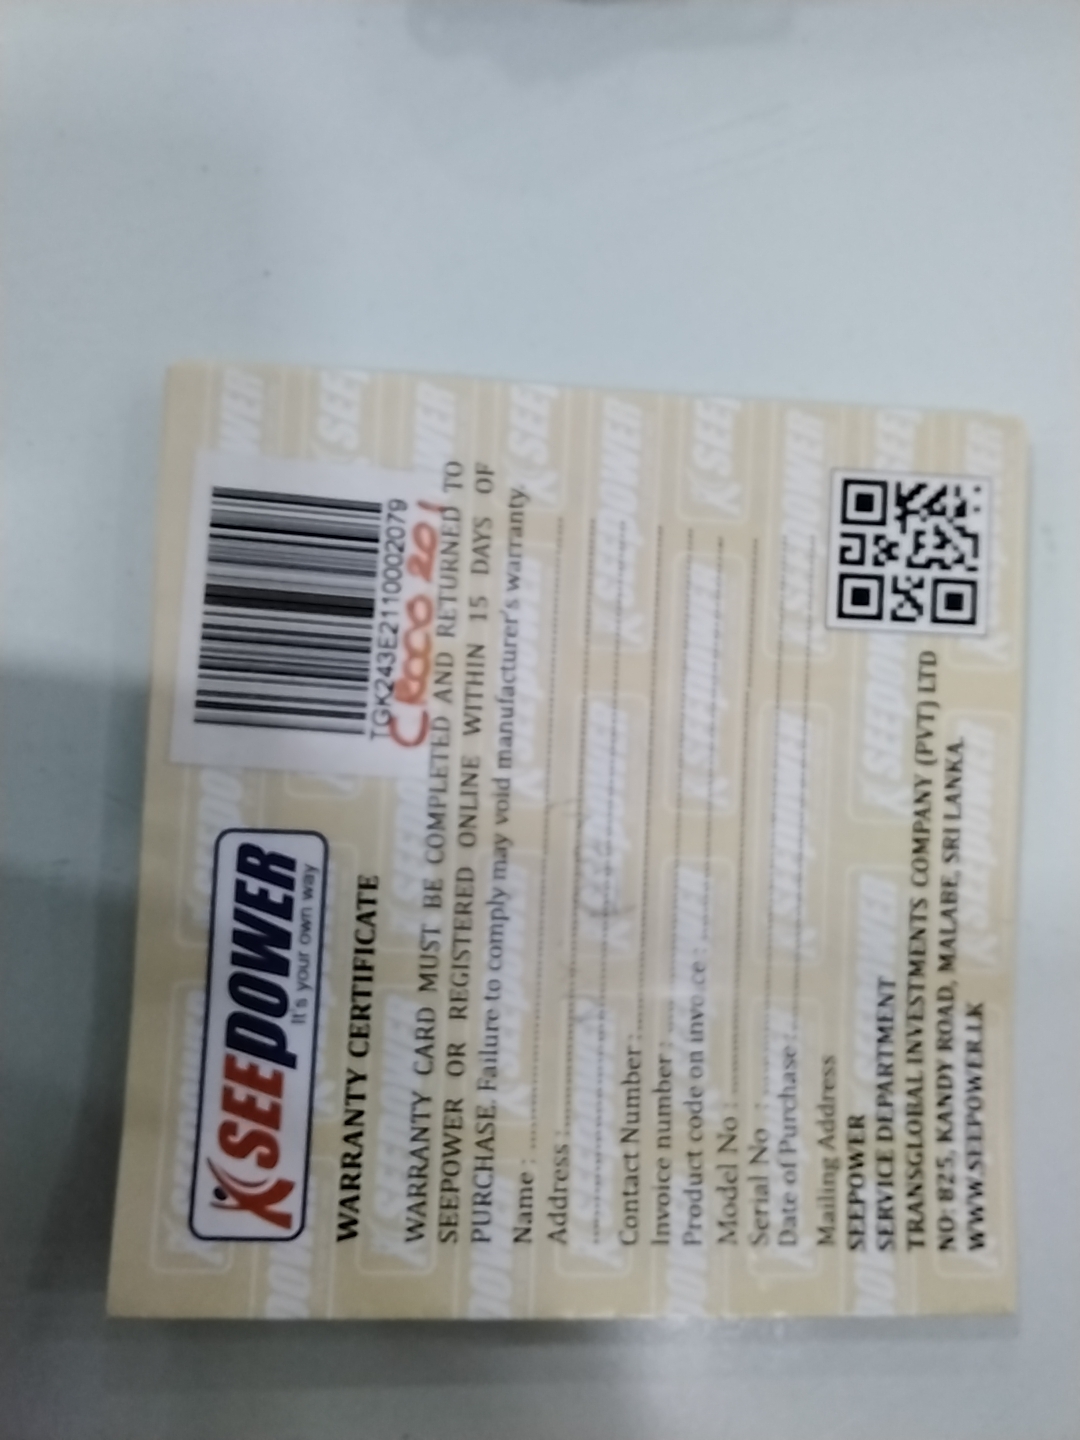 SEEPOWER
It's your own way
TGK243E2110002079
CROCO 201
WARRANTY CERTIFICATE
WARRANTY CARD MUST BE COMPLETED AND RETURNED TO
SEEPOWER OR REGISTERED ONLINE WITHIN 15 DAYS OF
PURCHASE. Failure to comply may void manufacturer's warranty.
Name :
Address :
Contact Number :
Invoice number :
Product code on invoice :
Model No :
Serial No :
Date of Purchase :
Mailing Address
SEEPOWER
SERVICE DEPARTMENT
TRANSGLOBAL INVESTMENTS COMPANY (PVT) LTD
NO: 825, KANDY ROAD, MALABE, SRI LANKA.
WWW.SEEPOWER.LK